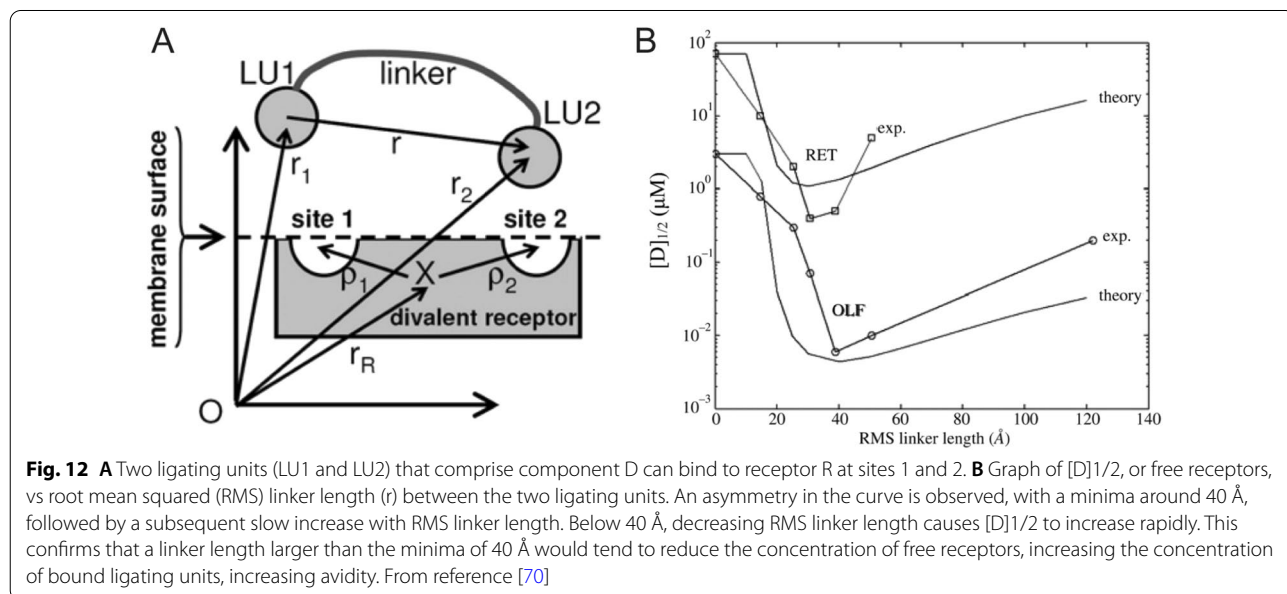 A
LU1
linker
LU2
r
r1
r2
site 1
site 2
membrane surface
ρ1
X
ρ2
divalent receptor
rR
O
B
10²
10¹
10⁰
10⁻¹
10⁻²
10⁻³
[D]1/2 (µM)
theory
exp.
RET
exp.
OLF
theory
0 20 40 60 80 100 120 140
RMS linker length (Å)
Fig. 12 A Two ligating units (LU1 and LU2) that comprise component D can bind to receptor R at sites 1 and 2. B Graph of [D]1/2, or free receptors,
vs root mean squared (RMS) linker length (r) between the two ligating units. An asymmetry in the curve is observed, with a minima around 40 Å,
followed by a subsequent slow increase with RMS linker length. Below 40 Å, decreasing RMS linker length causes [D]1/2 to increase rapidly. This
confirms that a linker length larger than the minima of 40 Å would tend to reduce the concentration of free receptors, increasing the concentration
of bound ligating units, increasing avidity. From reference [70]